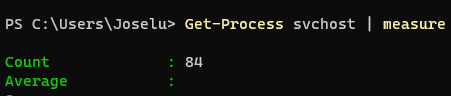 PS C:\Users\Joselu> Get-Process svchost | measure
Count : 84
Average :